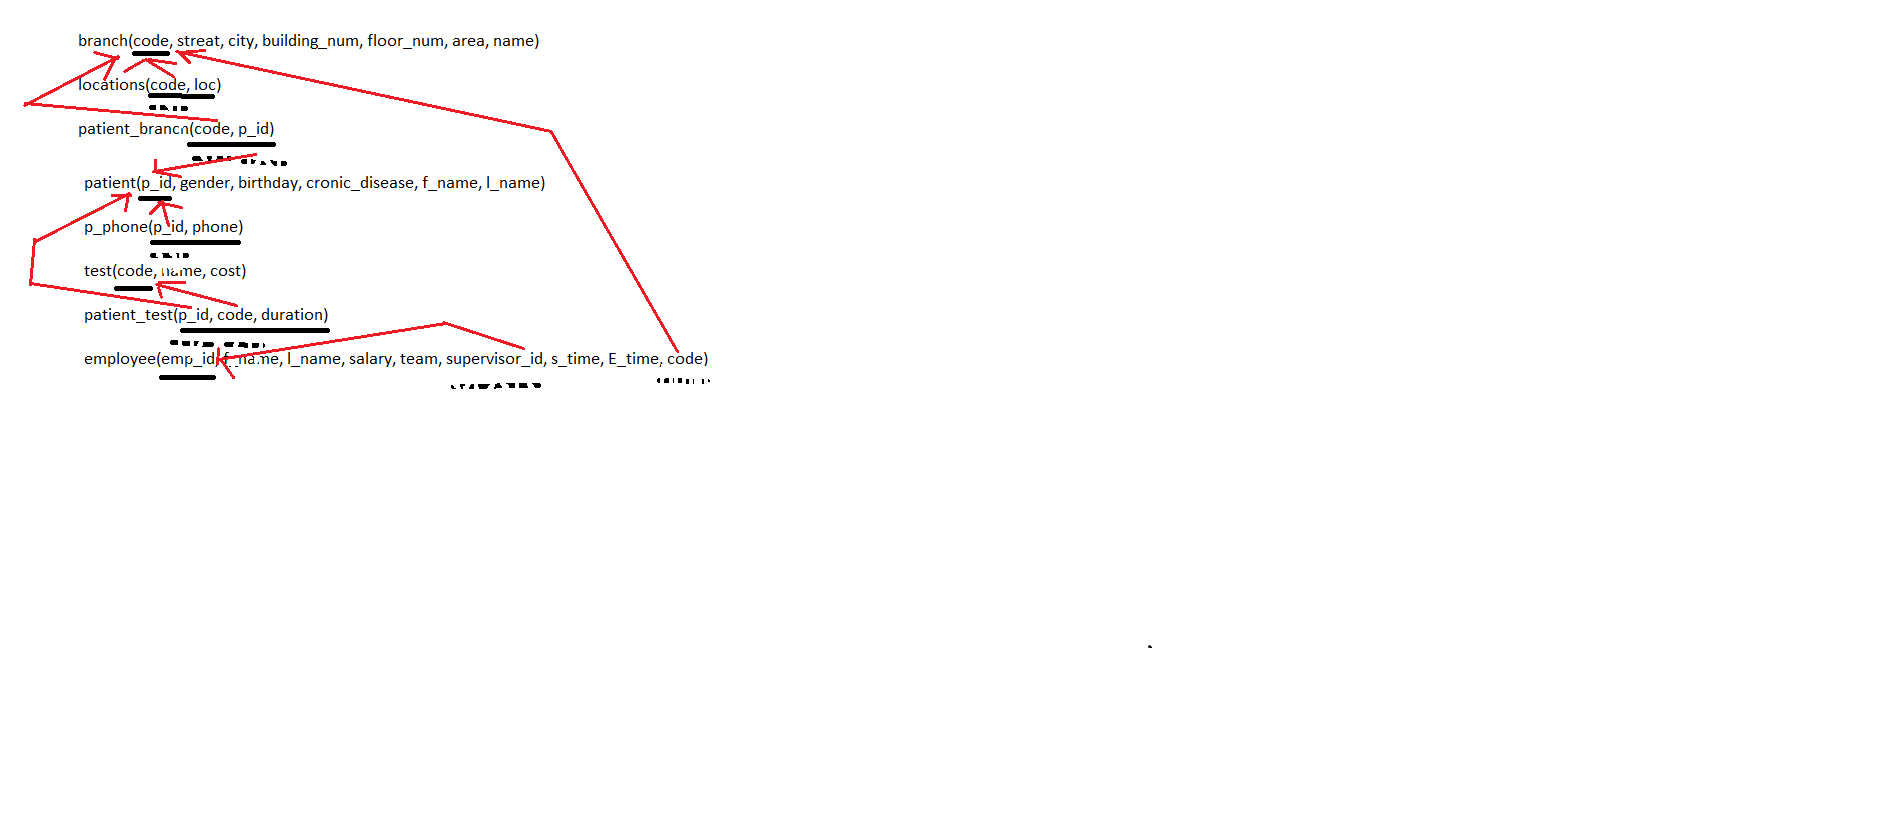 branch(code, streat, city, building_num, floor_num, area, name)
locations(code, loc)
patient_branch(code, p_id)
patient(p_id, gender, birthday, cronic_disease, f_name, l_name)
p_phone(p_id, phone)
test(code, name, cost)
patient_test(p_id, code, duration)
employee(emp_id, f_name, l_name, salary, team, supervisor_id, s_time, E_time, code)